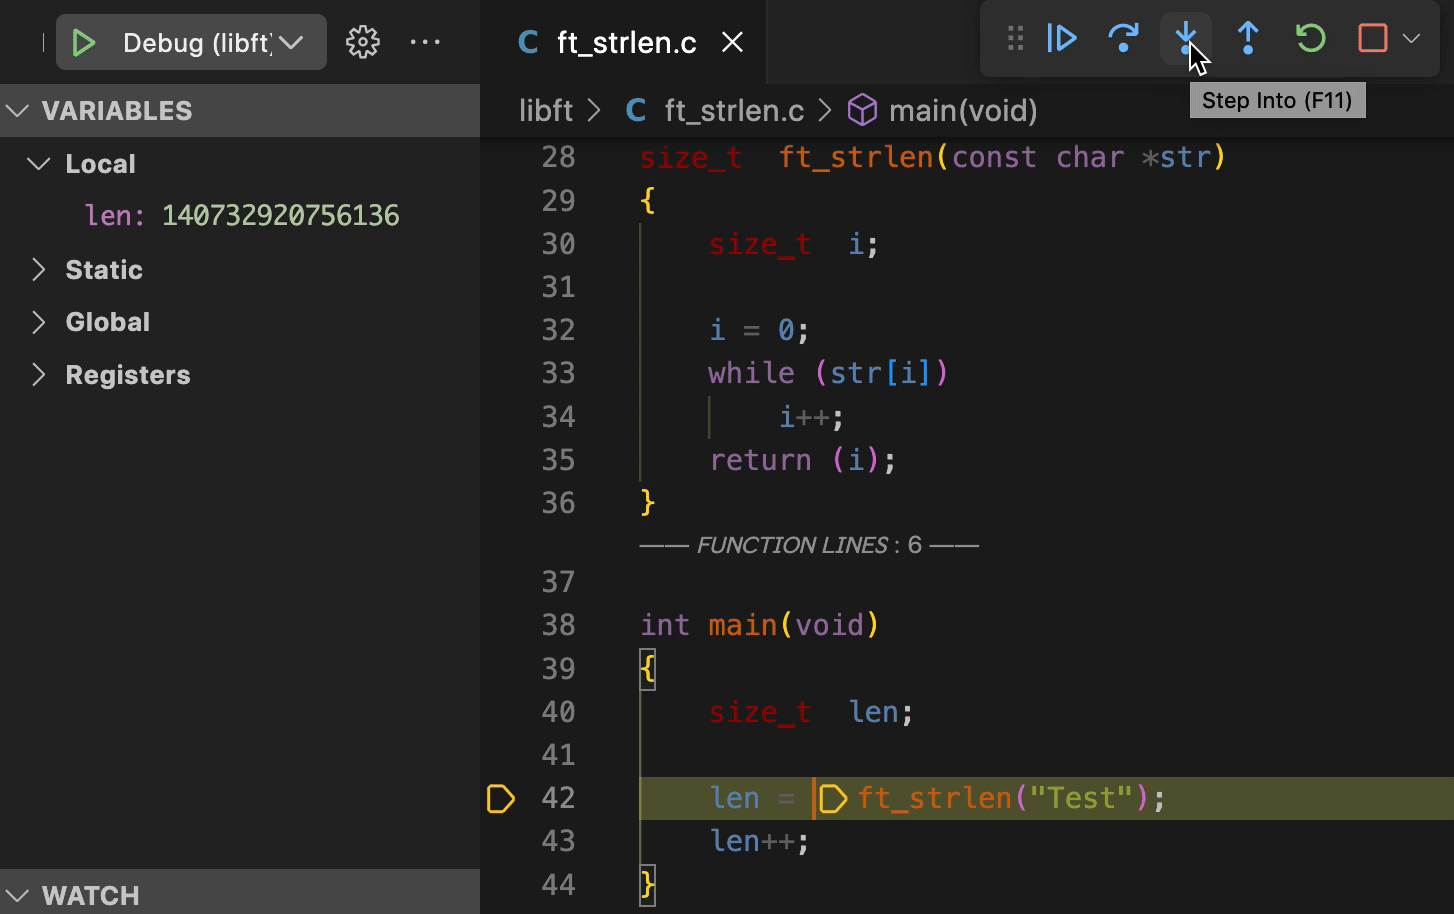 Debug (libft)
C ft_strlen.c
Step Into (F11)
libft > C ft_strlen.c > main(void)
VARIABLES
Local
len: 140732920756136
Static
Global
Registers
WATCH
28 size_t ft_strlen(const char *str)
29 {
30 size_t i;
31
32 i = 0;
33 while (str[i])
34 i++;
35 return (i);
36 }
—— FUNCTION LINES : 6 ——
37
38 int main(void)
39 {
40 size_t len;
41
42 len = ft_strlen("Test");
43 len++;
44 }